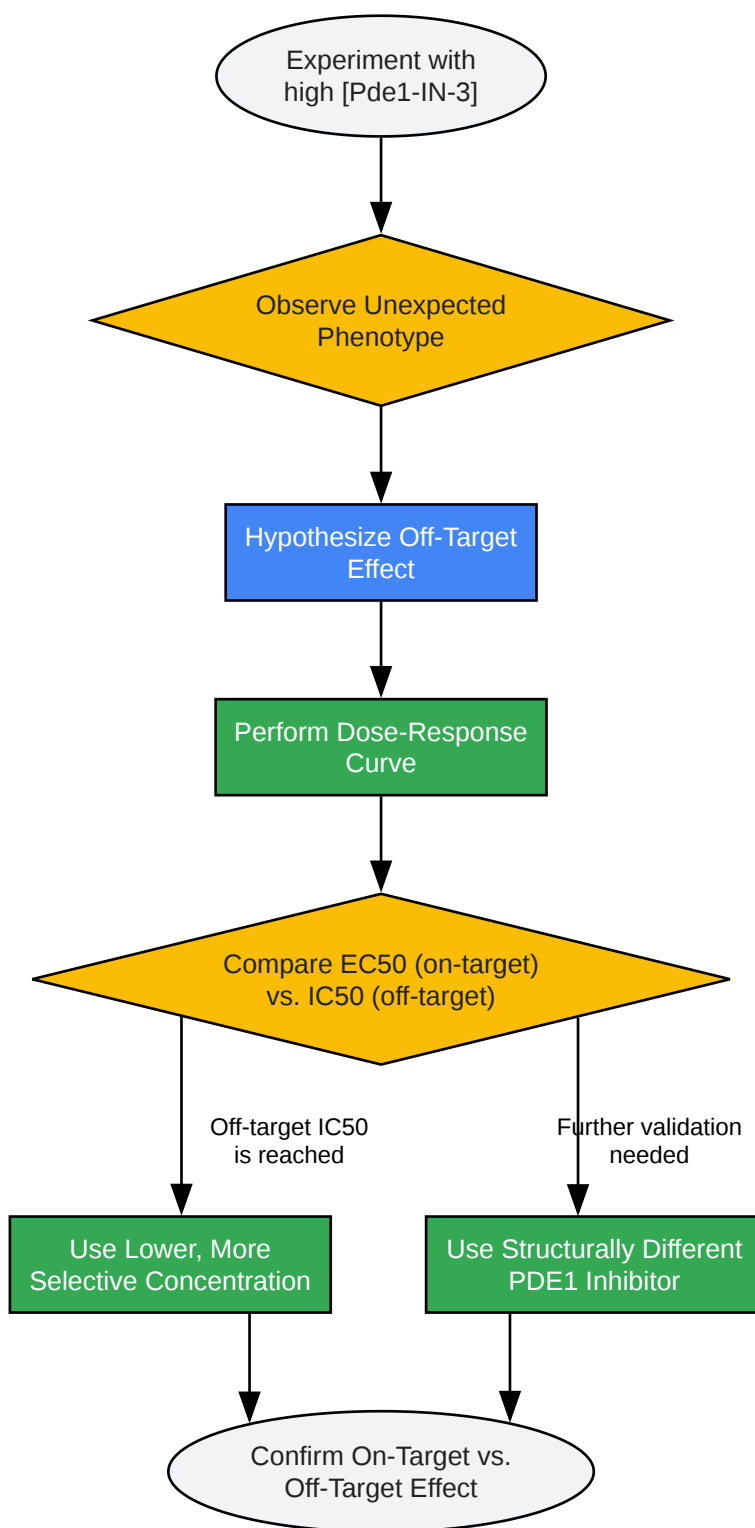 Experiment with
high [Pde1-IN-3]
Observe Unexpected
Phenotype
Hypothesize Off-Target
Effect
Perform Dose-Response
Curve
Compare EC50 (on-target)
vs. IC50 (off-target)
Off-target IC50
is reached
Further validation
needed
Use Lower, More
Selective Concentration
Use Structurally Different
PDE1 Inhibitor
Confirm On-Target vs.
Off-Target Effect